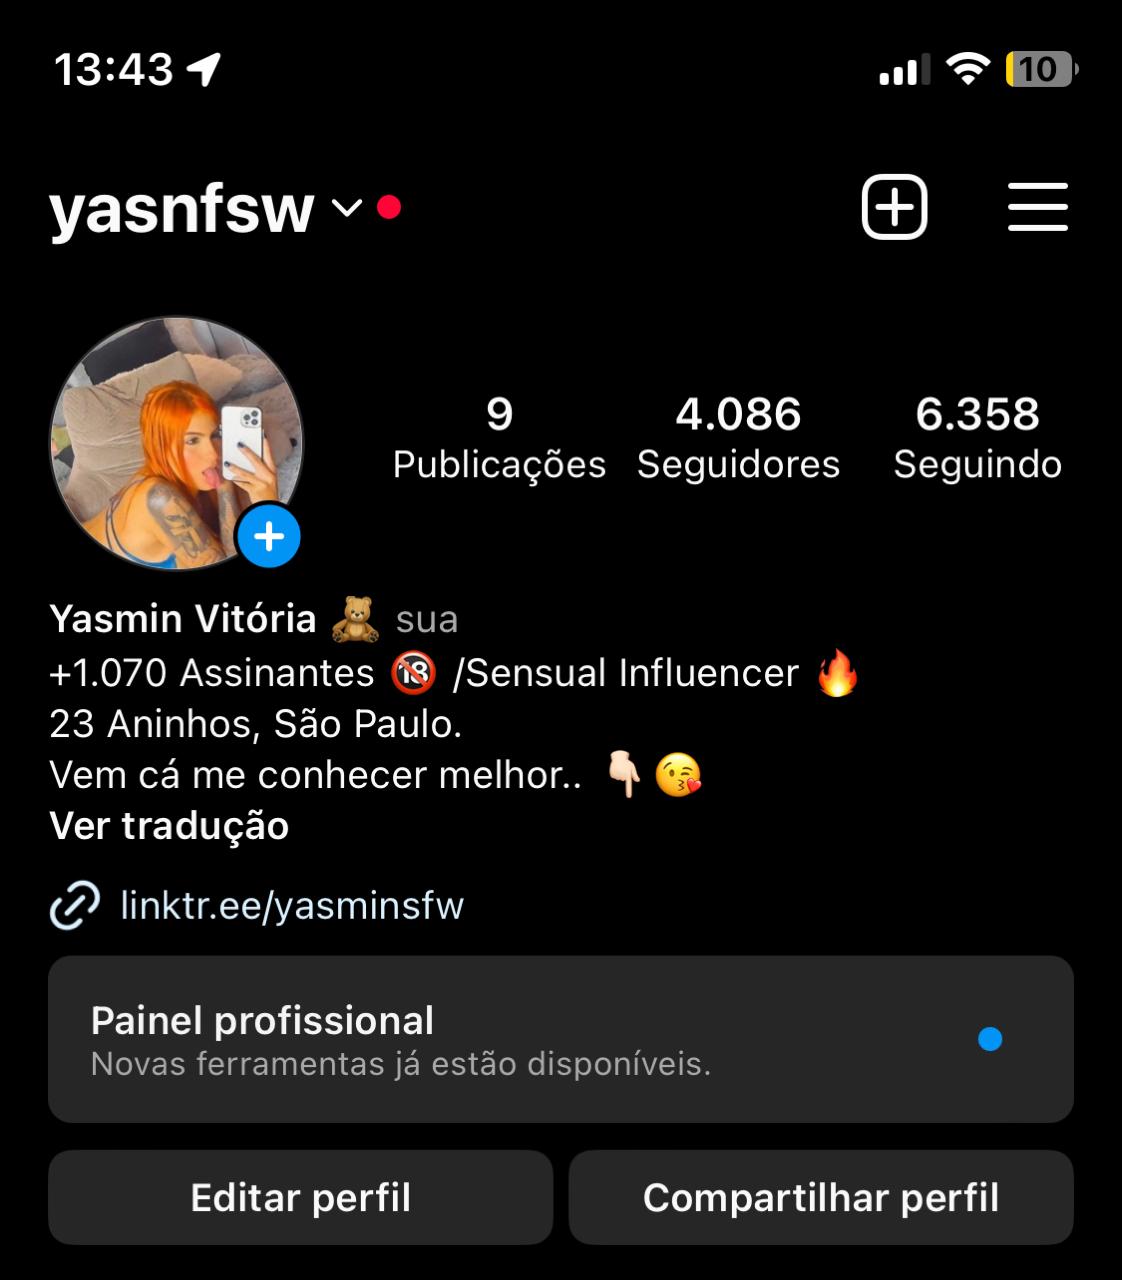 13:43
10
yasnfsw
9 4.086 6.358
Publicações Seguidores Seguindo
Yasmin Vitória 🧸 sua
+1.070 Assinantes 🔞 /Sensual Influencer 🔥
23 Aninhos, São Paulo.
Vem cá me conhecer melhor.. 👇🏻😘
Ver tradução
linktr.ee/yasminsfw
Painel profissional
Novas ferramentas já estão disponíveis.
Editar perfil Compartilhar perfil